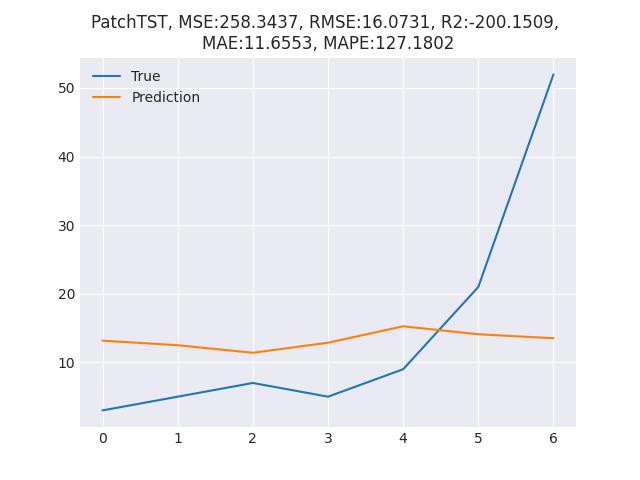 PatchTST, MSE:258.3437, RMSE:16.0731, R2:-200.1509,
MAE:11.6553, MAPE:127.1802
True
Prediction
50
40
30
20
10
0 1 2 3 4 5 6